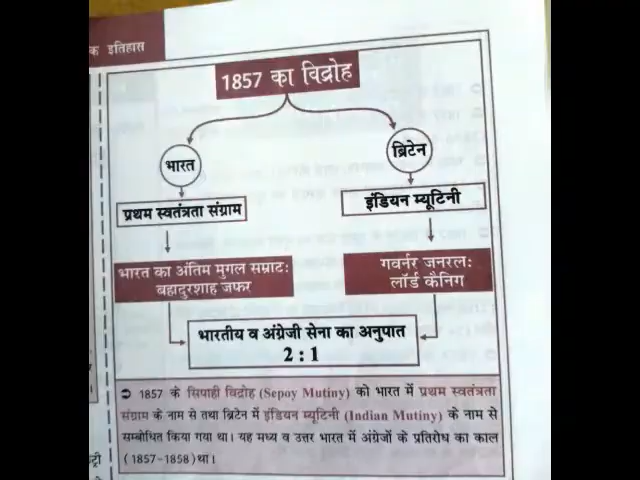 क इतिहास
1857 का विद्रोह
भारत
ब्रिटेन
प्रथम स्वतंत्रता संग्राम
इंडियन म्यूटिनी
भारत का अंतिम मुगल सम्राट:
बहादुरशाह जफर
गवर्नर जनरल:
लॉर्ड कैनिंग
भारतीय व अंग्रेजी सेना का अनुपात
2 : 1
➲ 1857 के सिपाही विद्रोह (Sepoy Mutiny) को भारत में प्रथम स्वतंत्रता
संग्राम के नाम से तथा ब्रिटेन में इंडियन म्यूटिनी (Indian Mutiny) के नाम से
सम्बोधित किया गया था। यह मध्य व उत्तर भारत में अंग्रेजों के प्रतिरोध का काल
(1857-1858) था।